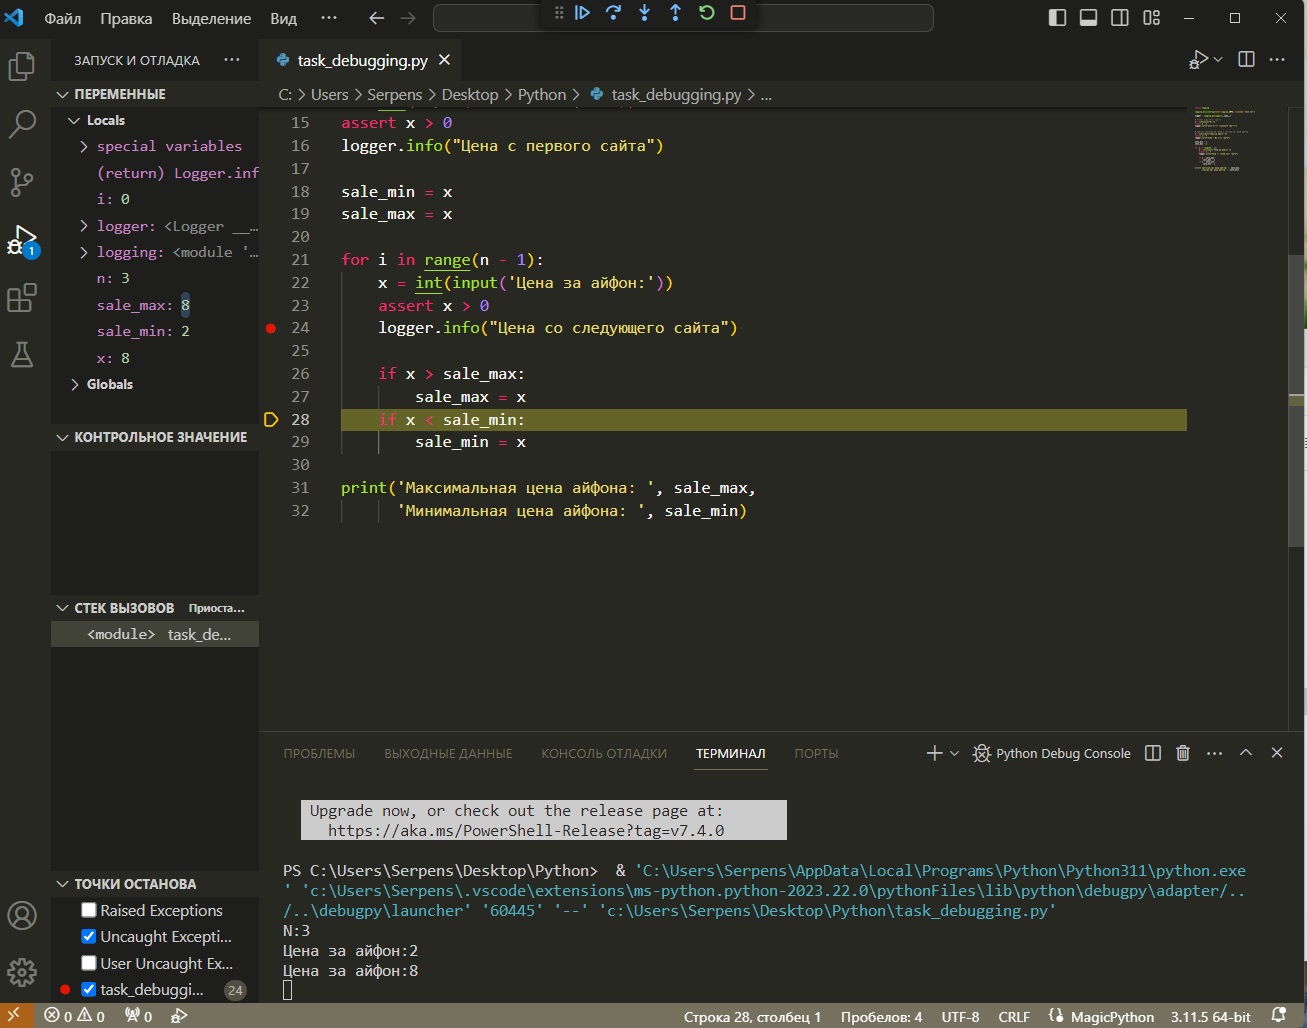 Файл Правка Выделение Вид ···
ЗАПУСК И ОТЛАДКА ···
ПЕРЕМЕННЫЕ
Locals
special variables
(return) Logger.inf
i: 0
logger: <Logger __…
logging: <module '…
n: 3
sale_max: 8
sale_min: 2
x: 8
Globals
КОНТРОЛЬНОЕ ЗНАЧЕНИЕ
СТЕК ВЫЗОВОВ Приоста…
<module> task_de...
ТОЧКИ ОСТАНОВА
Raised Exceptions
Uncaught Excepti...
User Uncaught Ex...
task_debuggi... 24
task_debugging.py
C: > Users > Serpens > Desktop > Python > task_debugging.py > ...
15 assert x > 0
16 logger.info("Цена с первого сайта")
17
18 sale_min = x
19 sale_max = x
20
21 for i in range(n - 1):
22 x = int(input('Цена за айфон:'))
23 assert x > 0
24 logger.info("Цена со следующего сайта")
25
26 if x > sale_max:
27 sale_max = x
28 if x < sale_min:
29 sale_min = x
30
31 print('Максимальная цена айфона: ', sale_max,
32 'Минимальная цена айфона: ', sale_min)
ПРОБЛЕМЫ ВЫХОДНЫЕ ДАННЫЕ КОНСОЛЬ ОТЛАДКИ ТЕРМИНАЛ ПОРТЫ Python Debug Console
Upgrade now, or check out the release page at:
https://aka.ms/PowerShell-Release?tag=v7.4.0
PS C:\Users\Serpens\Desktop\Python> & 'C:\Users\Serpens\AppData\Local\Programs\Python\Python311\python.exe
' 'c:\Users\Serpens\.vscode\extensions\ms-python.python-2023.22.0\pythonFiles\lib\python\debugpy\adapter/..
/..\debugpy\launcher' '60445' '--' 'c:\Users\Serpens\Desktop\Python\task_debugging.py'
N:3
Цена за айфон:2
Цена за айфон:8
0 0 0 Строка 28, столбец 1 Пробелов: 4 UTF-8 CRLF MagicPython 3.11.5 64-bit